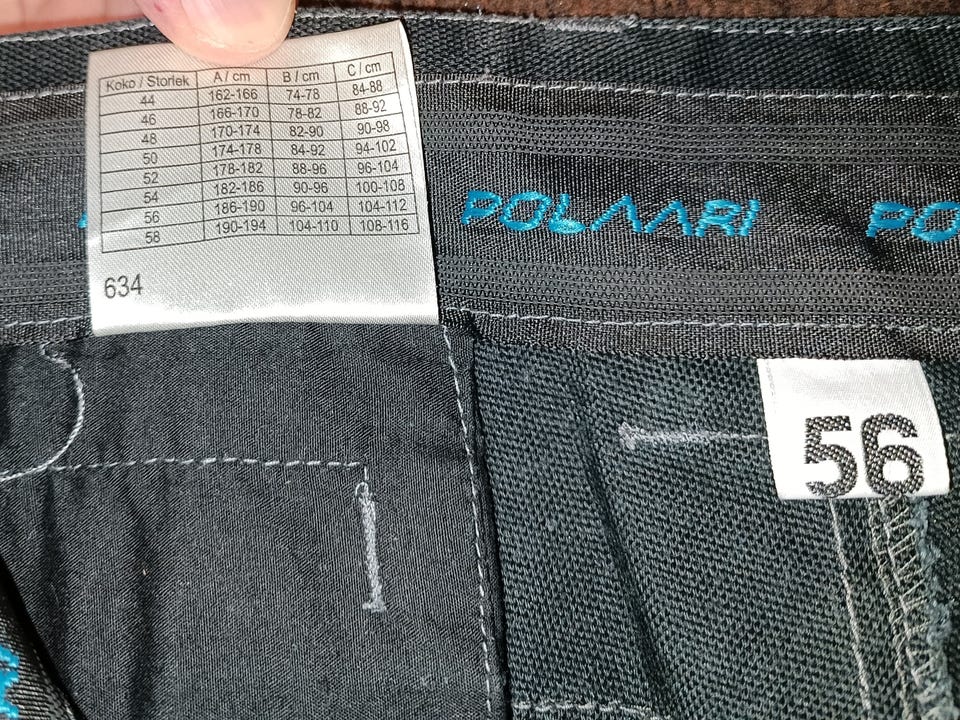 Koko / Storlek A / cm B / cm C / cm
44 162-166 74-78 84-88
46 166-170 78-82 88-92
48 170-174 82-90 90-98
50 174-178 84-92 94-102
52 178-182 88-96 96-104
54 182-186 90-96 100-108
56 186-190 96-104 104-112
58 190-194 104-110 108-116
634
POLAARI PO
56